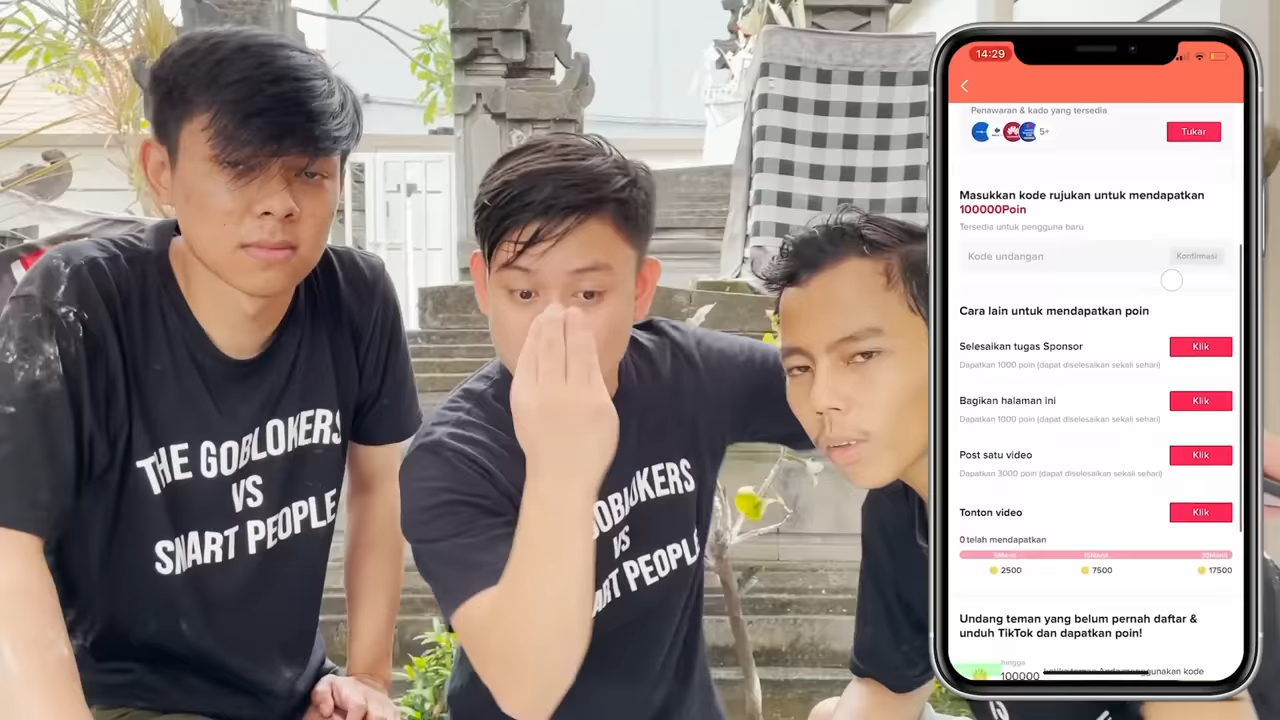 THE GOBLOKERS
VS
SMART PEOPLE
OBLOKERS
VS
ART PEOPLE
14:29
Penawaran & kado yang tersedia
5+
Tukar
Masukkan kode rujukan untuk mendapatkan
100000Poin
Tersedia untuk pengguna baru
Kode undangan
Konfirmasi
Cara lain untuk mendapatkan poin
Selesaikan tugas Sponsor
Klik
Dapatkan 1000 poin (dapat diselesaikan sekali sehari)
Bagikan halaman ini
Klik
Dapatkan 1000 poin (dapat diselesaikan sekali sehari)
Post satu video
Klik
Dapatkan 3000 poin (dapat diselesaikan sekali sehari)
Tonton video
Klik
0 telah mendapatkan
2500
7500
17500
Undang teman yang belum pernah daftar &
unduh TikTok dan dapatkan poin!
hingga
100000
kode